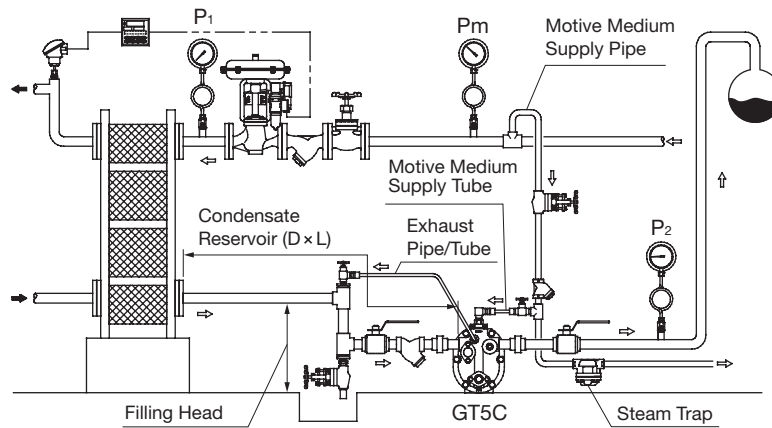 P₁
Pm
Motive Medium
Supply Pipe
Motive Medium
Supply Tube
Condensate
Reservoir (D × L)
Exhaust
Pipe/Tube
P₂
Filling Head
GT5C
Steam Trap